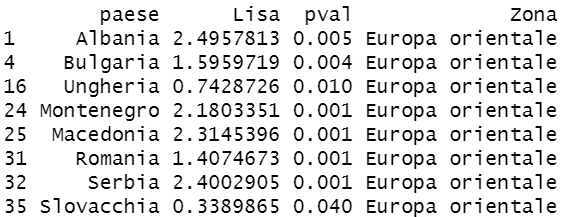 paese Lisa pval Zona
1 Albania 2.4957813 0.005 Europa orientale
4 Bulgaria 1.5959719 0.004 Europa orientale
16 Ungheria 0.7428726 0.010 Europa orientale
24 Montenegro 2.1803351 0.001 Europa orientale
25 Macedonia 2.3145396 0.001 Europa orientale
31 Romania 1.4074673 0.001 Europa orientale
32 Serbia 2.4002905 0.001 Europa orientale
35 Slovacchia 0.3389865 0.040 Europa orientale